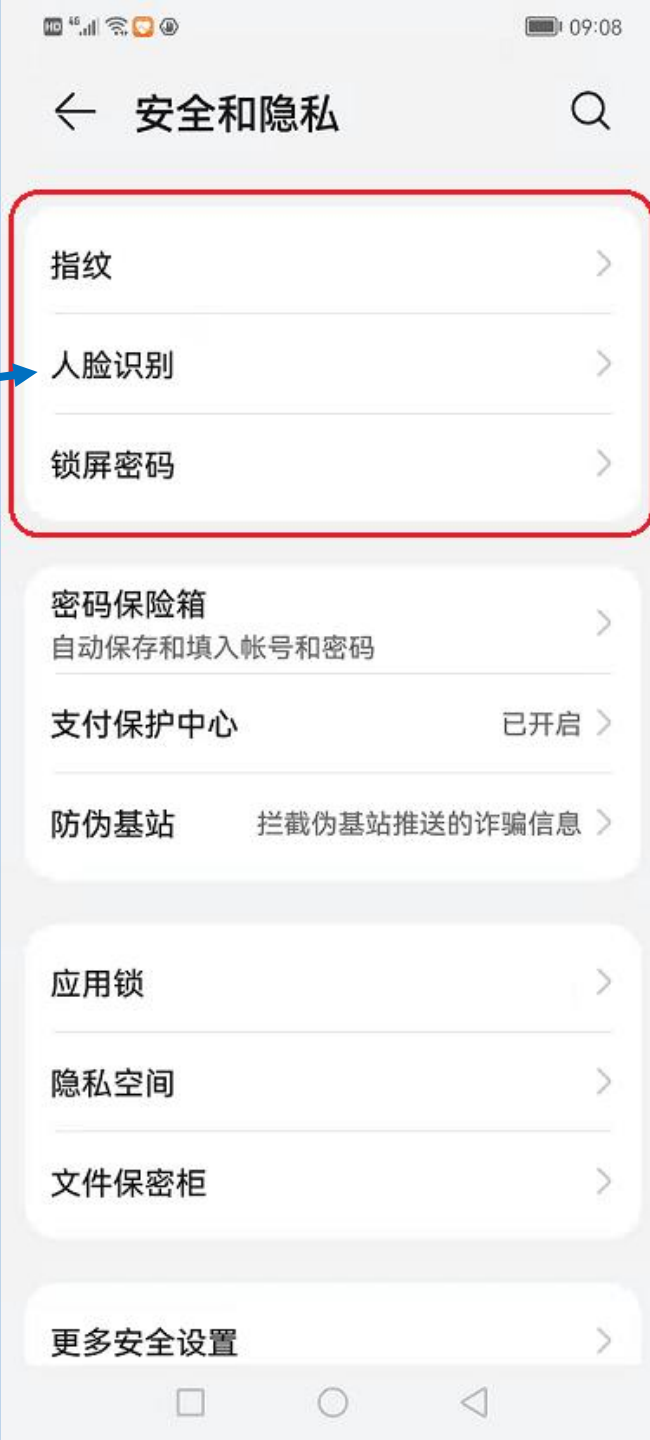 HD 4G 09:08
安全和隐私
指纹
人脸识别
锁屏密码
密码保险箱
自动保存和填入帐号和密码
支付保护中心 已开启
防伪基站 拦截伪基站推送的诈骗信息
应用锁
隐私空间
文件保密柜
更多安全设置